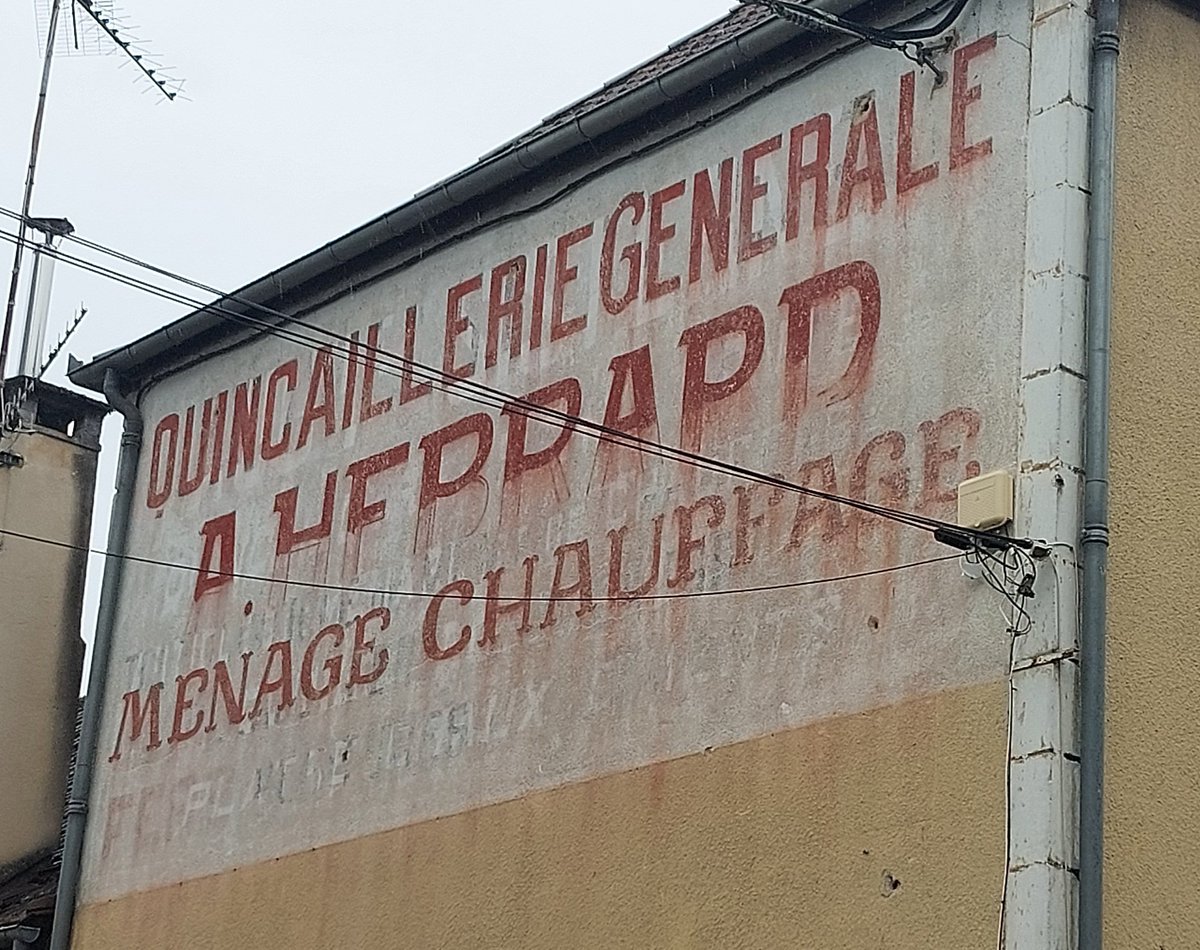 QUINCAILLERIE GENERALE
A. HERRARD
MENAGE CHAUFFAGE